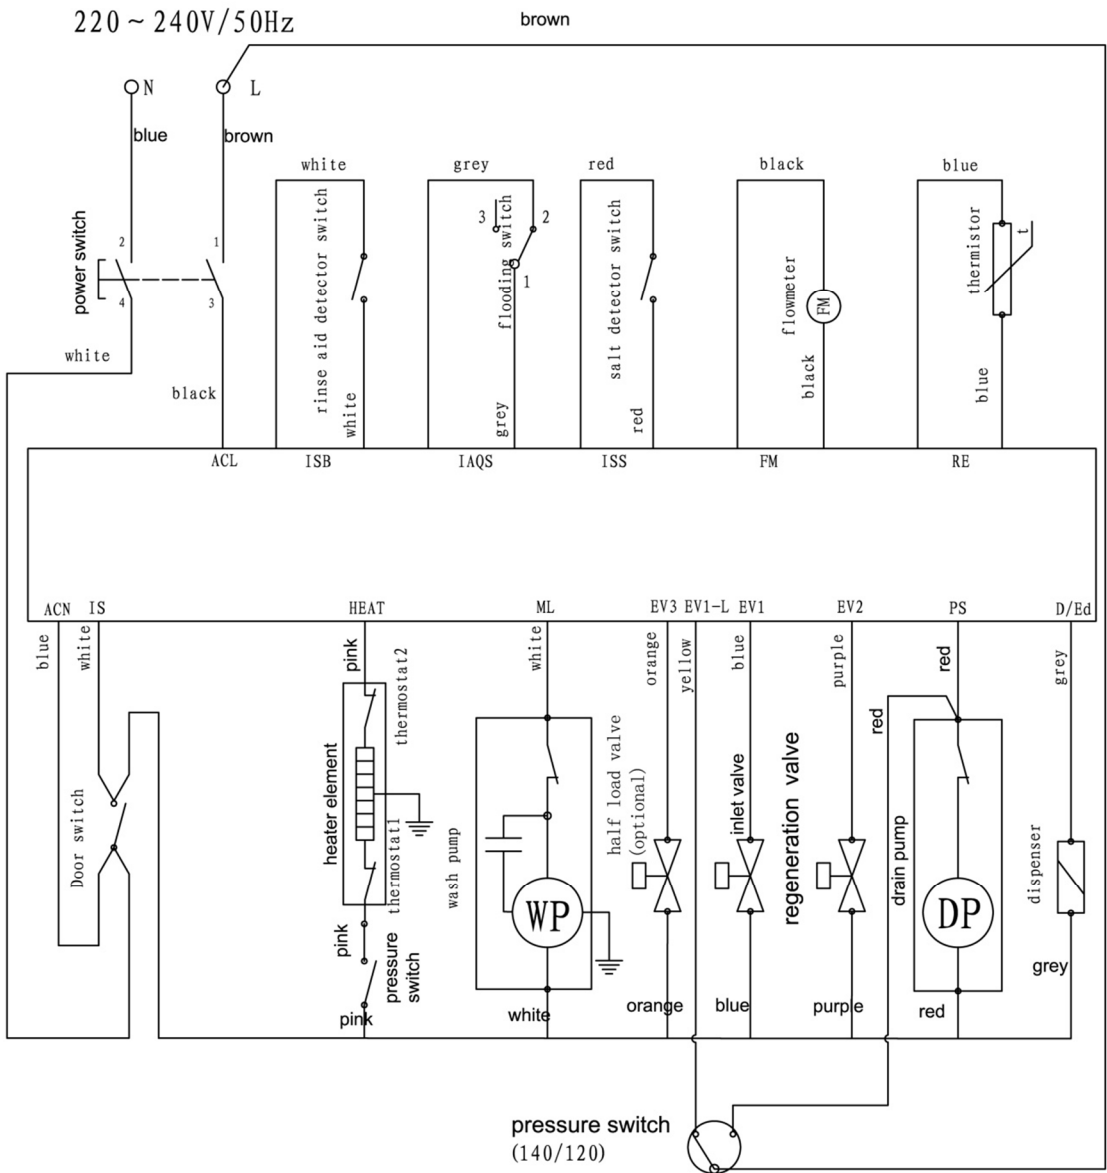 220 ~ 240V/50Hz
brown
N
L
blue
brown
white
grey
red
black
blue
power switch
2
4
1
3
rinse aid detector switch
3
2
1
flooding switch
salt detector switch
flowmeter
FM
thermistor
t
white
black
white
grey
red
black
blue
ACL
ISB
IAQS
ISS
FM
RE
ACN
IS
HEAT
ML
EV3
EV1-L
EV1
EV2
PS
D/Ed
blue
white
pink
white
orange
yellow
blue
purple
red
grey
thermostat2
heater element
thermostat1
Door switch
wash pump
WP
half load valve
(optional)
inlet valve
regeneration valve
red
drain pump
DP
dispenser
pink
pressure
switch
pink
white
orange
blue
purple
red
grey
pressure switch
(140/120)